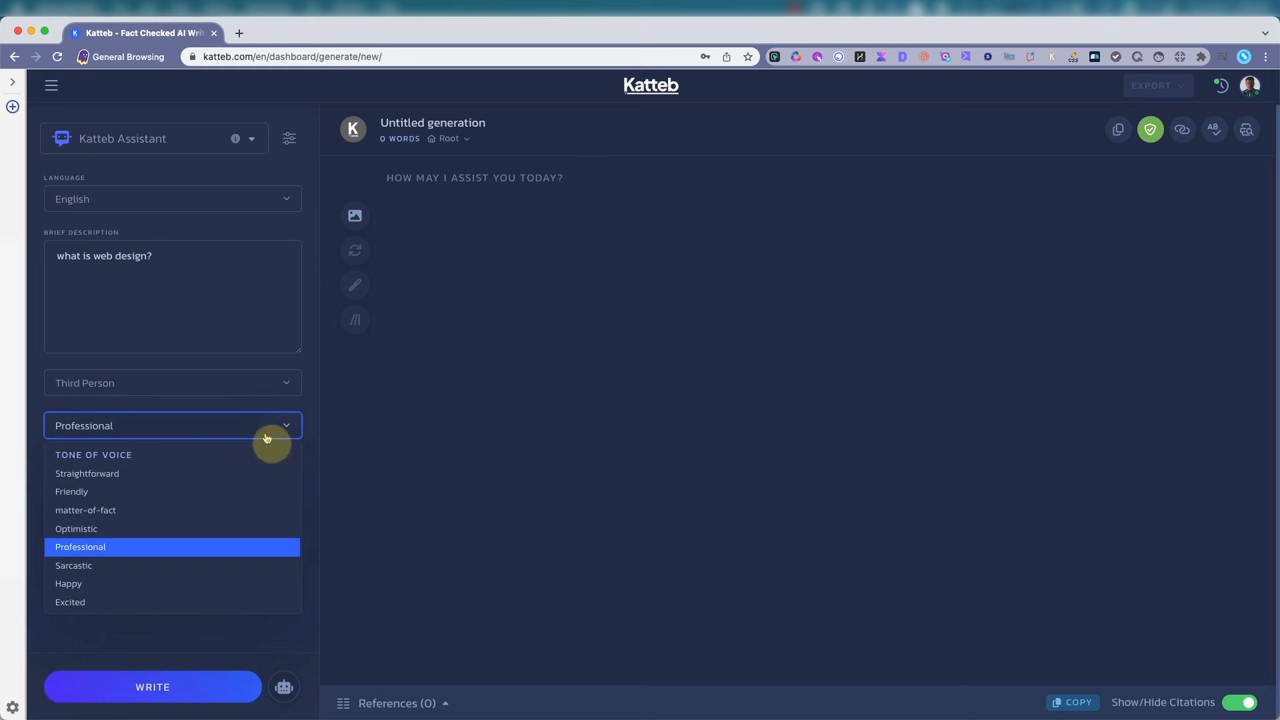 Katteb - Fact Checked AI Wri
General Browsing
katteb.com/en/dashboard/generate/new/
Katteb
EXPORT
Katteb Assistant
Untitled generation
0 WORDS Root
LANGUAGE
English
HOW MAY I ASSIST YOU TODAY?
BRIEF DESCRIPTION
what is web design?
Third Person
Professional
TONE OF VOICE
Straightforward
Friendly
matter-of-fact
Optimistic
Professional
Sarcastic
Happy
Excited
WRITE
References (0)
COPY
Show/Hide Citations